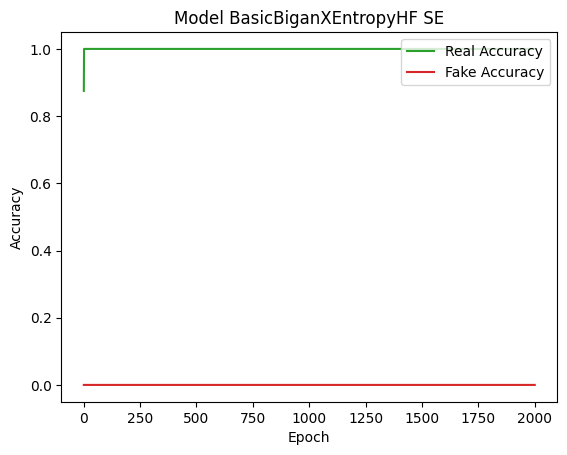 Model BasicBiganXEntropyHF SE
Real Accuracy
Fake Accuracy
Accuracy
1.0
0.8
0.6
0.4
0.2
0.0
0 250 500 750 1000 1250 1500 1750 2000
Epoch